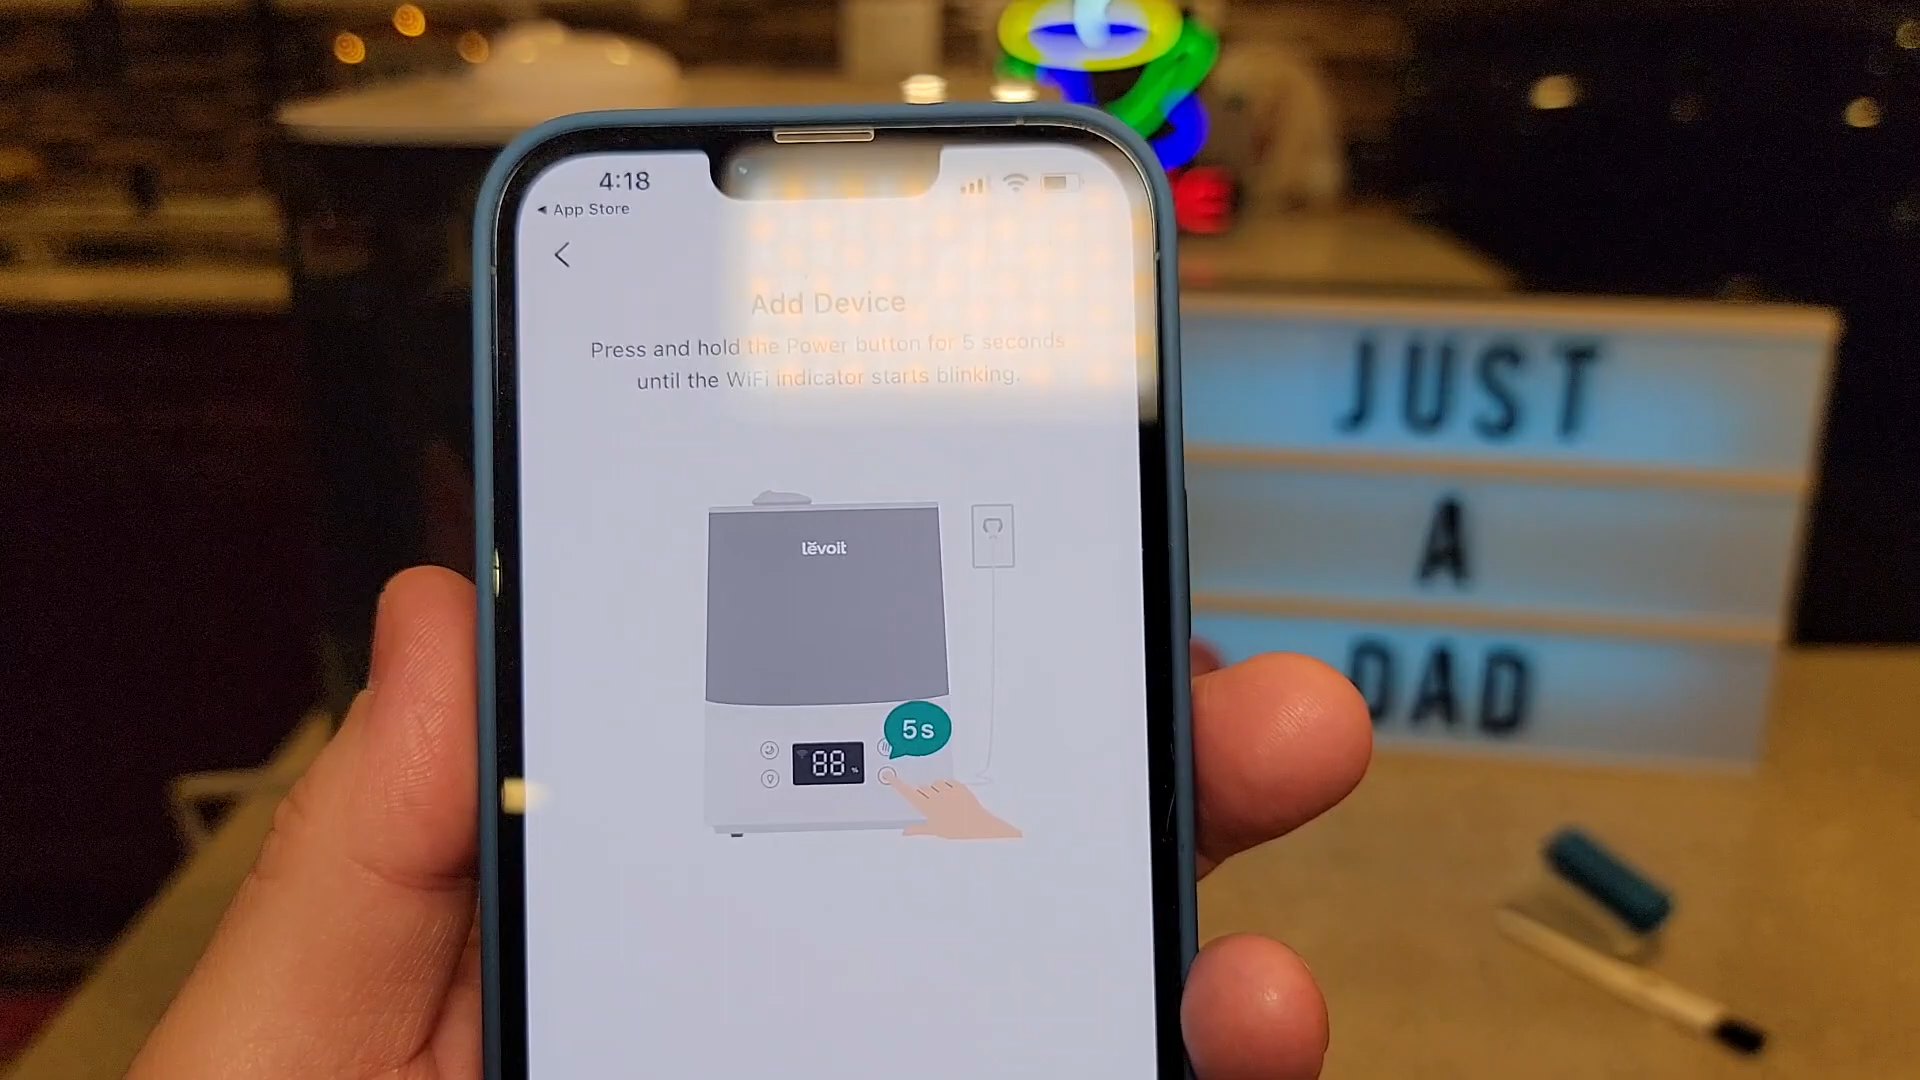 4:18
◄ App Store
Add Device
Press and hold the Power button for 5 seconds
until the WiFi indicator starts blinking.
levoit
5s
88 %
JUST
A
DAD